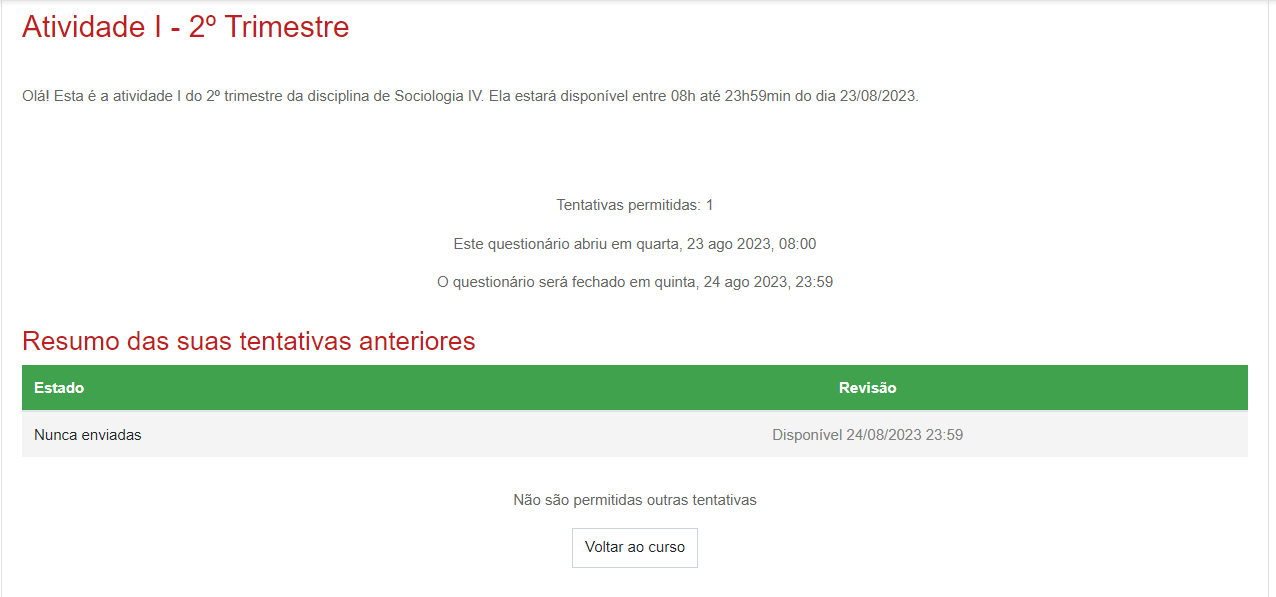 Atividade I - 2º Trimestre
Olá! Esta é a atividade I do 2º trimestre da disciplina de Sociologia IV. Ela estará disponível entre 08h até 23h59min do dia 23/08/2023.
Tentativas permitidas: 1
Este questionário abriu em quarta, 23 ago 2023, 08:00
O questionário será fechado em quinta, 24 ago 2023, 23:59
Resumo das suas tentativas anteriores
Estado Revisão
Nunca enviadas Disponível 24/08/2023 23:59
Não são permitidas outras tentativas
Voltar ao curso